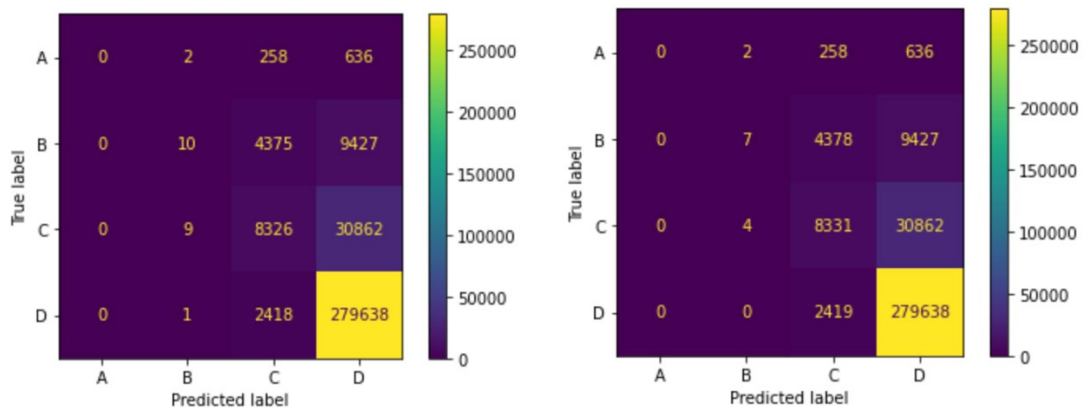 A 0 2 258 636
B 0 10 4375 9427
C 0 9 8326 30862
D 0 1 2418 279638
A B C D
Predicted label
True label
250000
200000
150000
100000
50000
0
A 0 2 258 636
B 0 7 4378 9427
C 0 4 8331 30862
D 0 0 2419 279638
A B C D
Predicted label
True label
250000
200000
150000
100000
50000
0